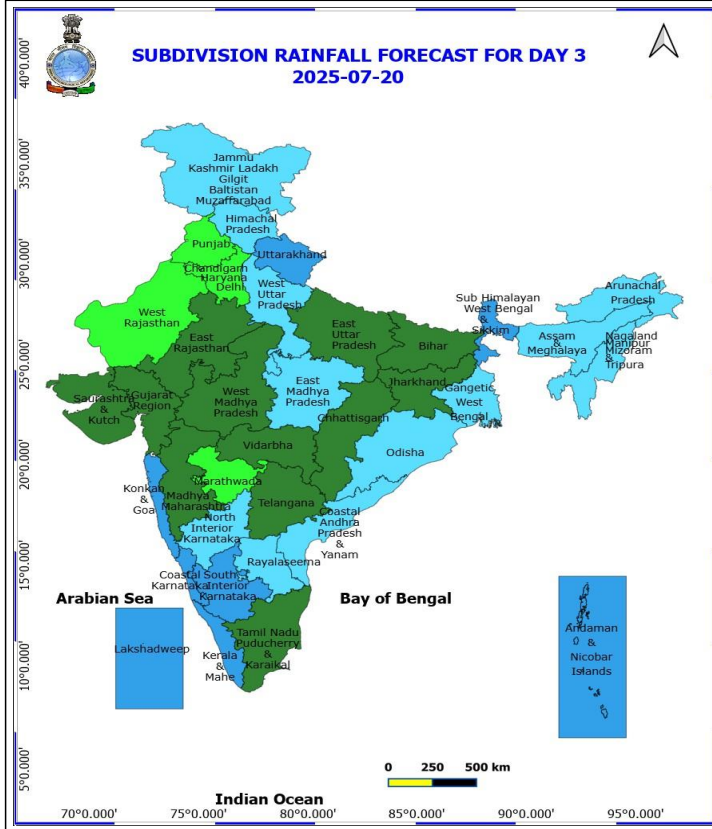 SUBDIVISION RAINFALL FORECAST FOR DAY 3
2025-07-20
40°0.000'
35°0.000'
30°0.000'
25°0.000'
20°0.000'
15°0.000'
10°0.000'
5°0.000'
Jammu
Kashmir Ladakh
Gilgit
Baltistan
Muzaffarabad
Himachal
Pradesh
Punjab
Uttarakhand
Chandigarh
Haryana
Delhi
West
Uttar
Pradesh
West
Rajasthan
East
Rajasthan
East
Uttar
Pradesh
Bihar
Sub Himalayan
West Bengal
&
Sikkim
Arunachal
Pradesh
Assam
&
Meghalaya
Nagaland
Manipur
Mizoram
&
Tripura
Saurashtra
&
Kutch
Gujarat
Region
West
Madhya
Pradesh
East
Madhya
Pradesh
Jharkhand
Gangetic
West
Bengal
Chhattisgarh
Odisha
Vidarbha
Konkan
&
Goa
Madhya
Maharashtra
Marathwada
Telangana
North
Interior
Karnataka
Coastal
Andhra
Pradesh
&
Yanam
Rayalaseema
Coastal
Karnataka
South
Interior
Karnataka
Arabian Sea
Bay of Bengal
Lakshadweep
Kerala
&
Mahe
Tamil Nadu
Puducherry
&
Karaikal
Andaman
&
Nicobar
Islands
0 250 500 km
Indian Ocean
70°0.000' 75°0.000' 80°0.000' 85°0.000' 90°0.000' 95°0.000'